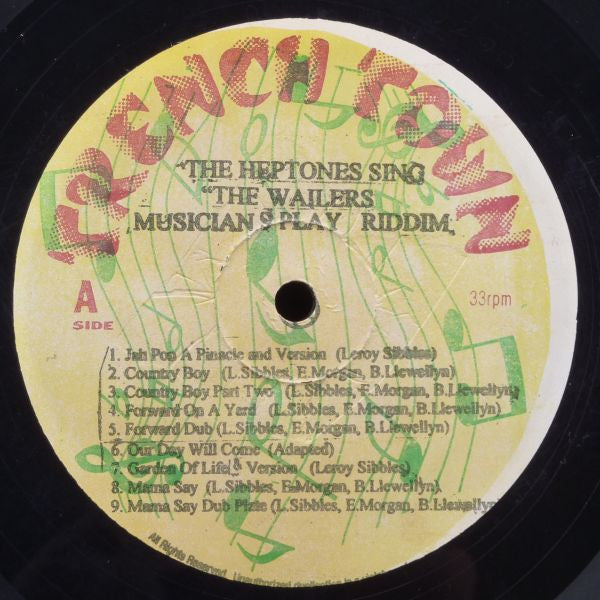 TRENCH TOWN
"THE HEPTONES SING
"THE WAILERS
MUSICIANS PLAY RIDDIM,
A
SIDE
33rpm
1. Jah Pon A Pinacle and Version (Leroy Sibbles)
2. Country Boy (L.Sibbles, E.Morgan, B.Llewellyn)
3. Country Boy Part Two (L.Sibbles, E.Morgan, B.Llewellyn)
4. Forward On A Yard (L.Sibbles, E.Morgan, B.Llewellyn)
5. Forward Dub (L.Sibbles, E.Morgan, B.Llewellyn)
6. Our Day Will Come (Adapted)
7. Garden Of Life & Version (Leroy Sibbles)
8. Mama Say (L.Sibbles, E.Morgan, B.Llewellyn)
9. Mama Say Dub Plate (L.Sibbles, E.Morgan, B.Llewellyn)
All Rights Reserved. Unauthorized duplication is a